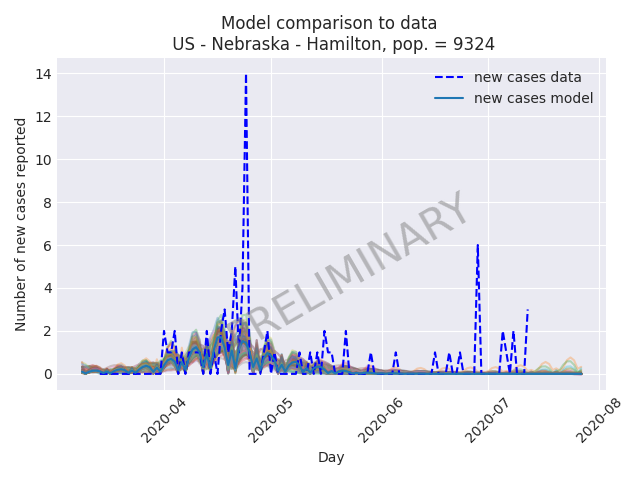 Model comparison to data
US - Nebraska - Hamilton, pop. = 9324
new cases data
new cases model
PRELIMINARY
Number of new cases reported
14
12
10
8
6
4
2
0
2020-04
2020-05
2020-06
2020-07
2020-08
Day